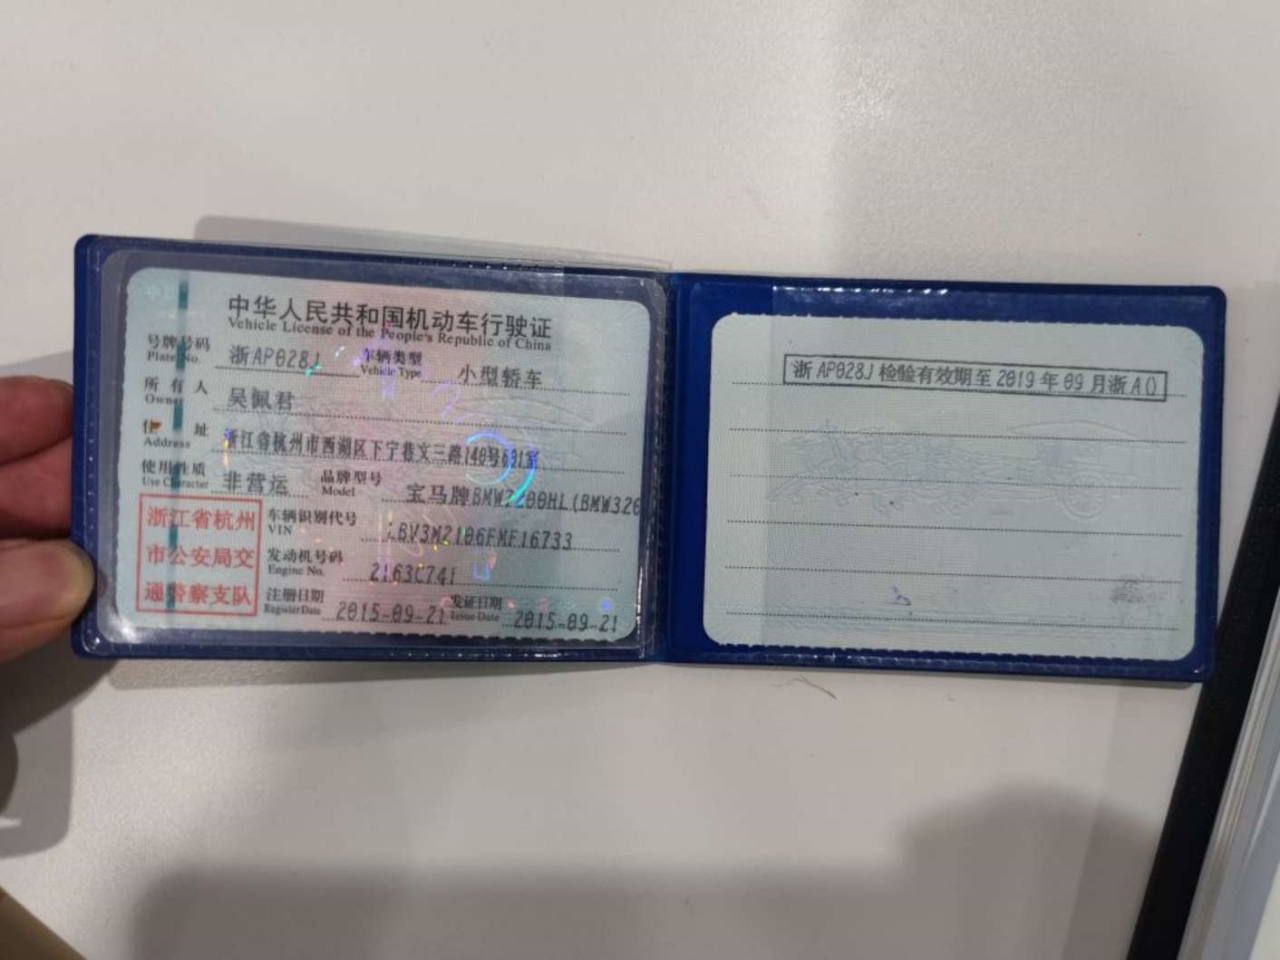 中华人民共和国机动车行驶证
Vehicle License of the People's Republic of China
号牌号码 浙AP028J 车辆类型 小型轿车
Plate No. Vehicle Type
所有人 吴佩君
Owner
住址 浙江省杭州市西湖区下宁巷文三路140号601室
Address
使用性质 非营运 品牌型号 宝马牌BMW7200HL(BMW320
Use Character Model
浙江省杭州
市公安局交
通警察支队
车辆识别代号 LBV3M2106FMF16733
VIN
发动机号码 2163C741
Engine No.
注册日期 2015-09-21 发证日期 2015-09-21
Register Date Issue Date
浙AP028J检验有效期至2019年09月浙A()